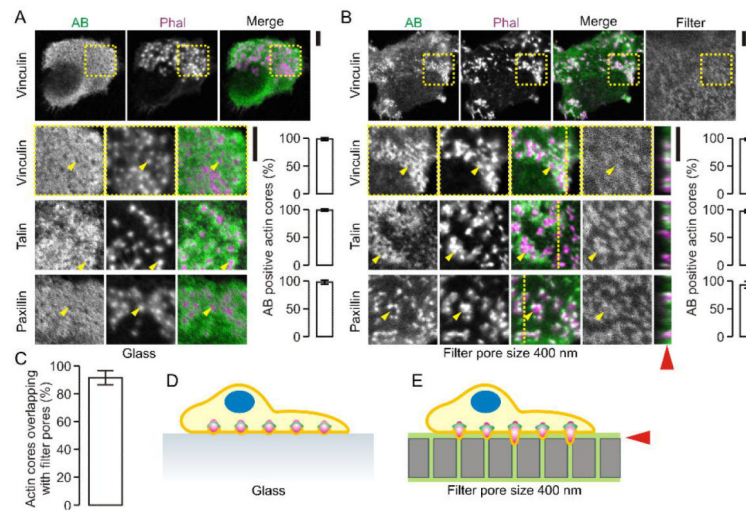 A
AB Phal Merge
Vinculin
Vinculin
Talin
Paxillin
100
50
0
100
50
0
100
50
0
AB positive actin cores (%)
Glass
B
AB Phal Merge Filter
Vinculin
Vinculin
Talin
Paxillin
100
50
0
100
50
0
100
50
0
AB positive actin cores (%)
Filter pore size 400 nm
C
Actin cores overlapping
with filter pores (%)
100
80
60
40
20
0
D
Glass
E
Filter pore size 400 nm